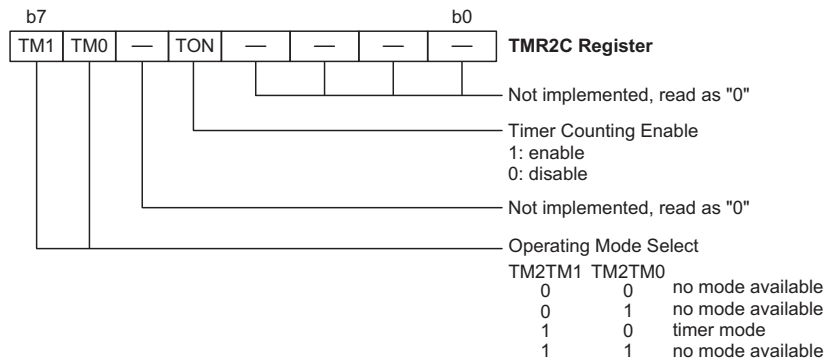 b7 b0
TM1 TM0 — TON — — — — TMR2C Register
Not implemented, read as "0"
Timer Counting Enable
1: enable
0: disable
Not implemented, read as "0"
Operating Mode Select
TM2TM1 TM2TM0
0 0 no mode available
0 1 no mode available
1 0 timer mode
1 1 no mode available